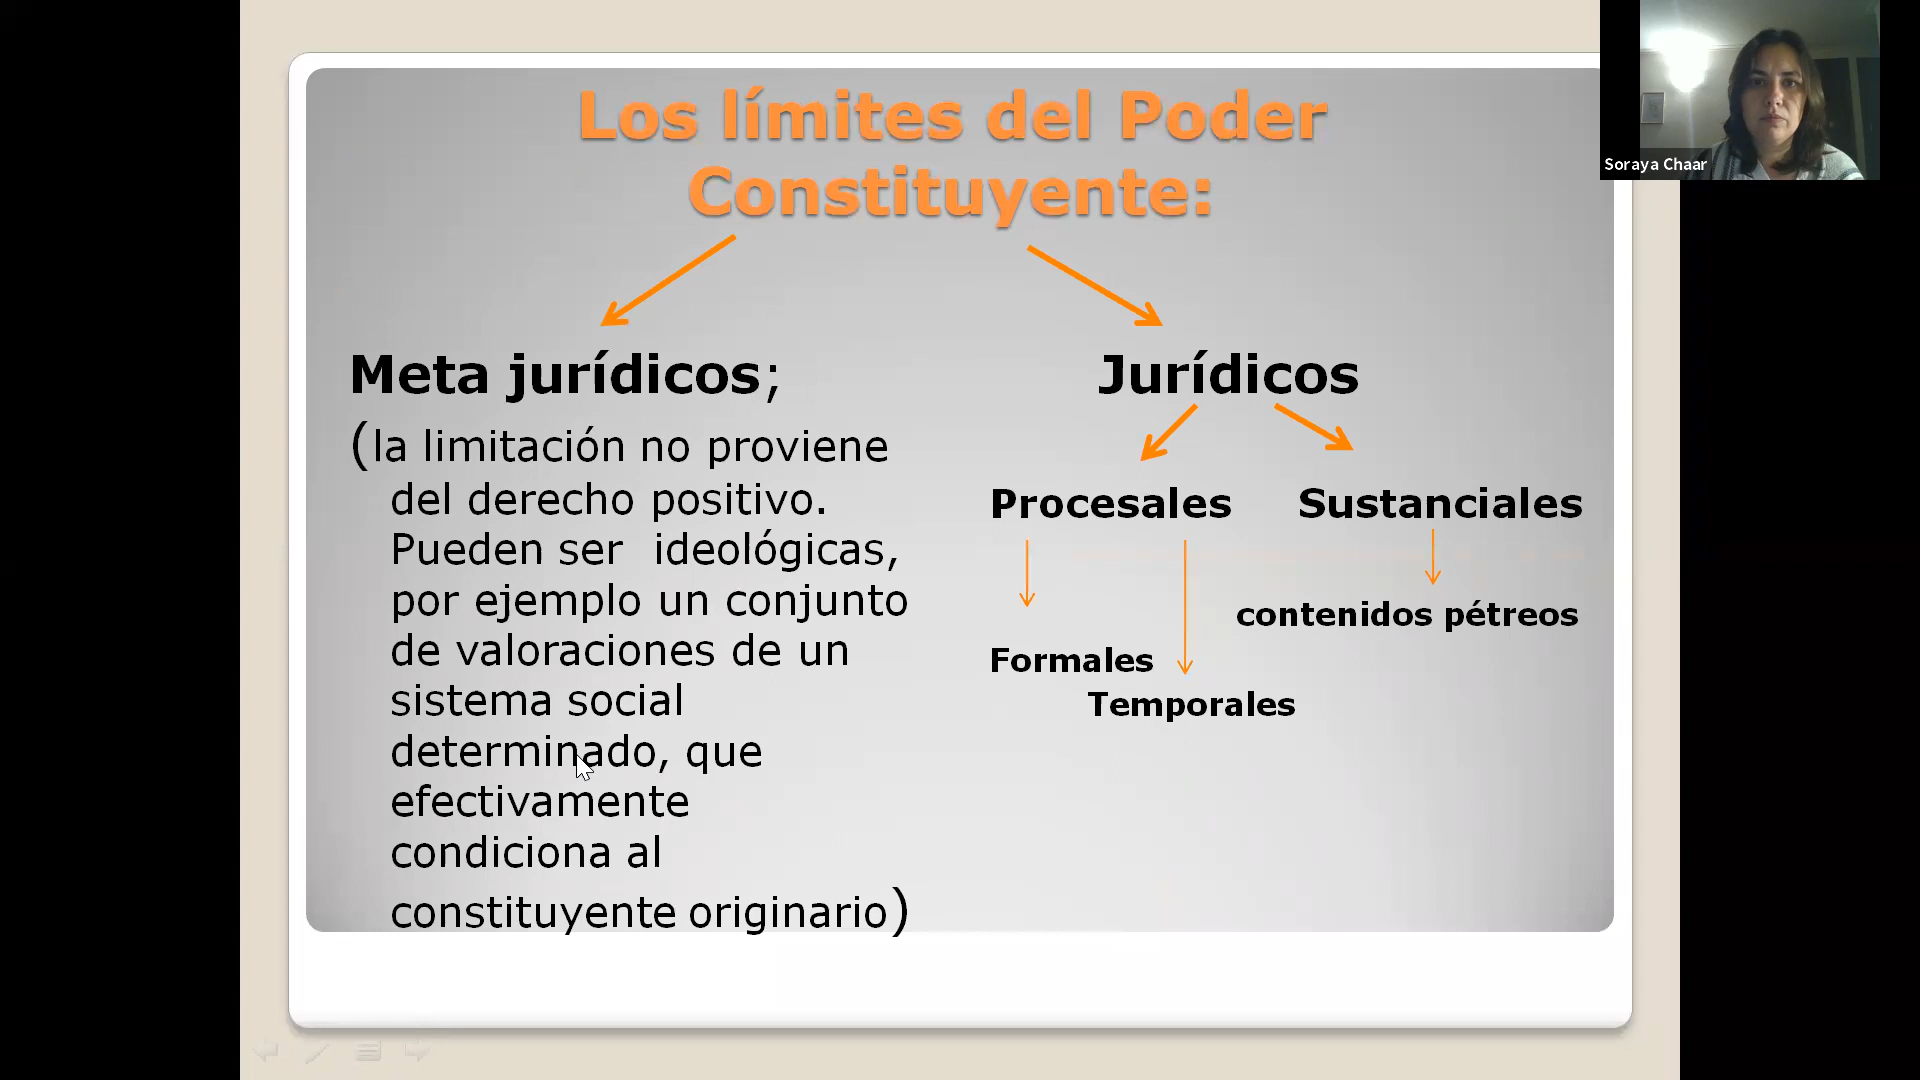 Los límites del Poder
Constituyente:
Soraya Chaar
Meta jurídicos;
(la limitación no proviene
del derecho positivo.
Pueden ser ideológicas,
por ejemplo un conjunto
de valoraciones de un
sistema social
determinado, que
efectivamente
condiciona al
constituyente originario)
Jurídicos
Procesales
Sustanciales
contenidos pétreos
Formales
Temporales